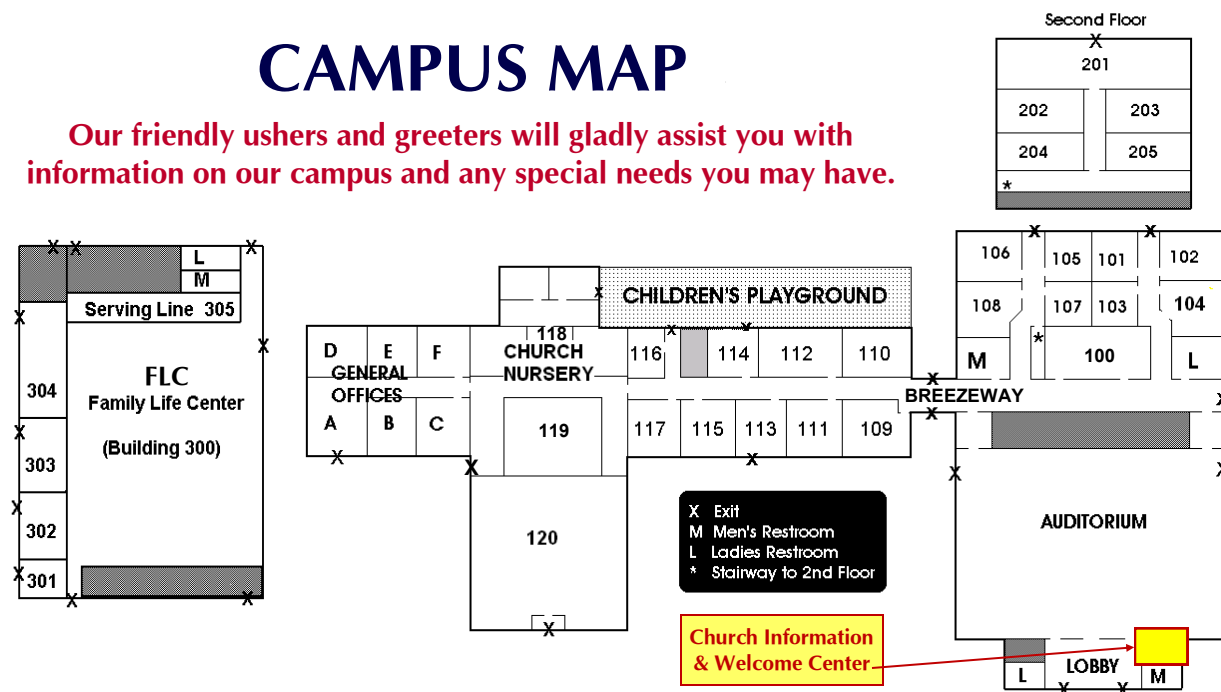 CAMPUS MAP
Our friendly ushers and greeters will gladly assist you with
information on our campus and any special needs you may have.
Second Floor
X
201
202
203
204
205
*
X X X
L
M
Serving Line 305
X
X
304
FLC
Family Life Center
(Building 300)
X
303
X
302
X
301
X X
CHILDREN'S PLAYGROUND
X
X X
118
CHURCH
NURSERY
D E F
GENERAL
OFFICES
A B C
X
116
114
112
110
119
117
115
113
111
109
X
X
120
X
X X
106
105
101
102
108
107
103
104
*
100
M
L
X
BREEZEWAY
X
X
X
X
AUDITORIUM
X Exit
M Men's Restroom
L Ladies Restroom
* Stairway to 2nd Floor
Church Information
& Welcome Center
LOBBY
L
M
X X